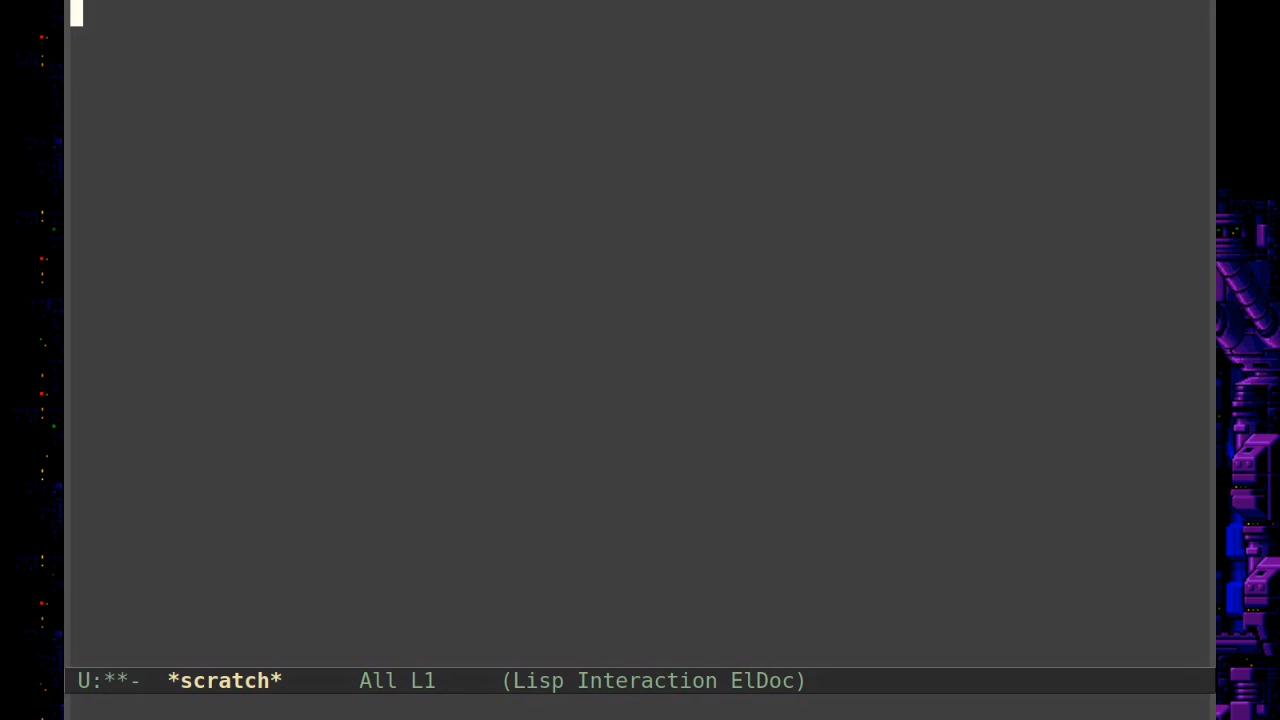 U:**-  *scratch*      All L1     (Lisp Interaction ElDoc)